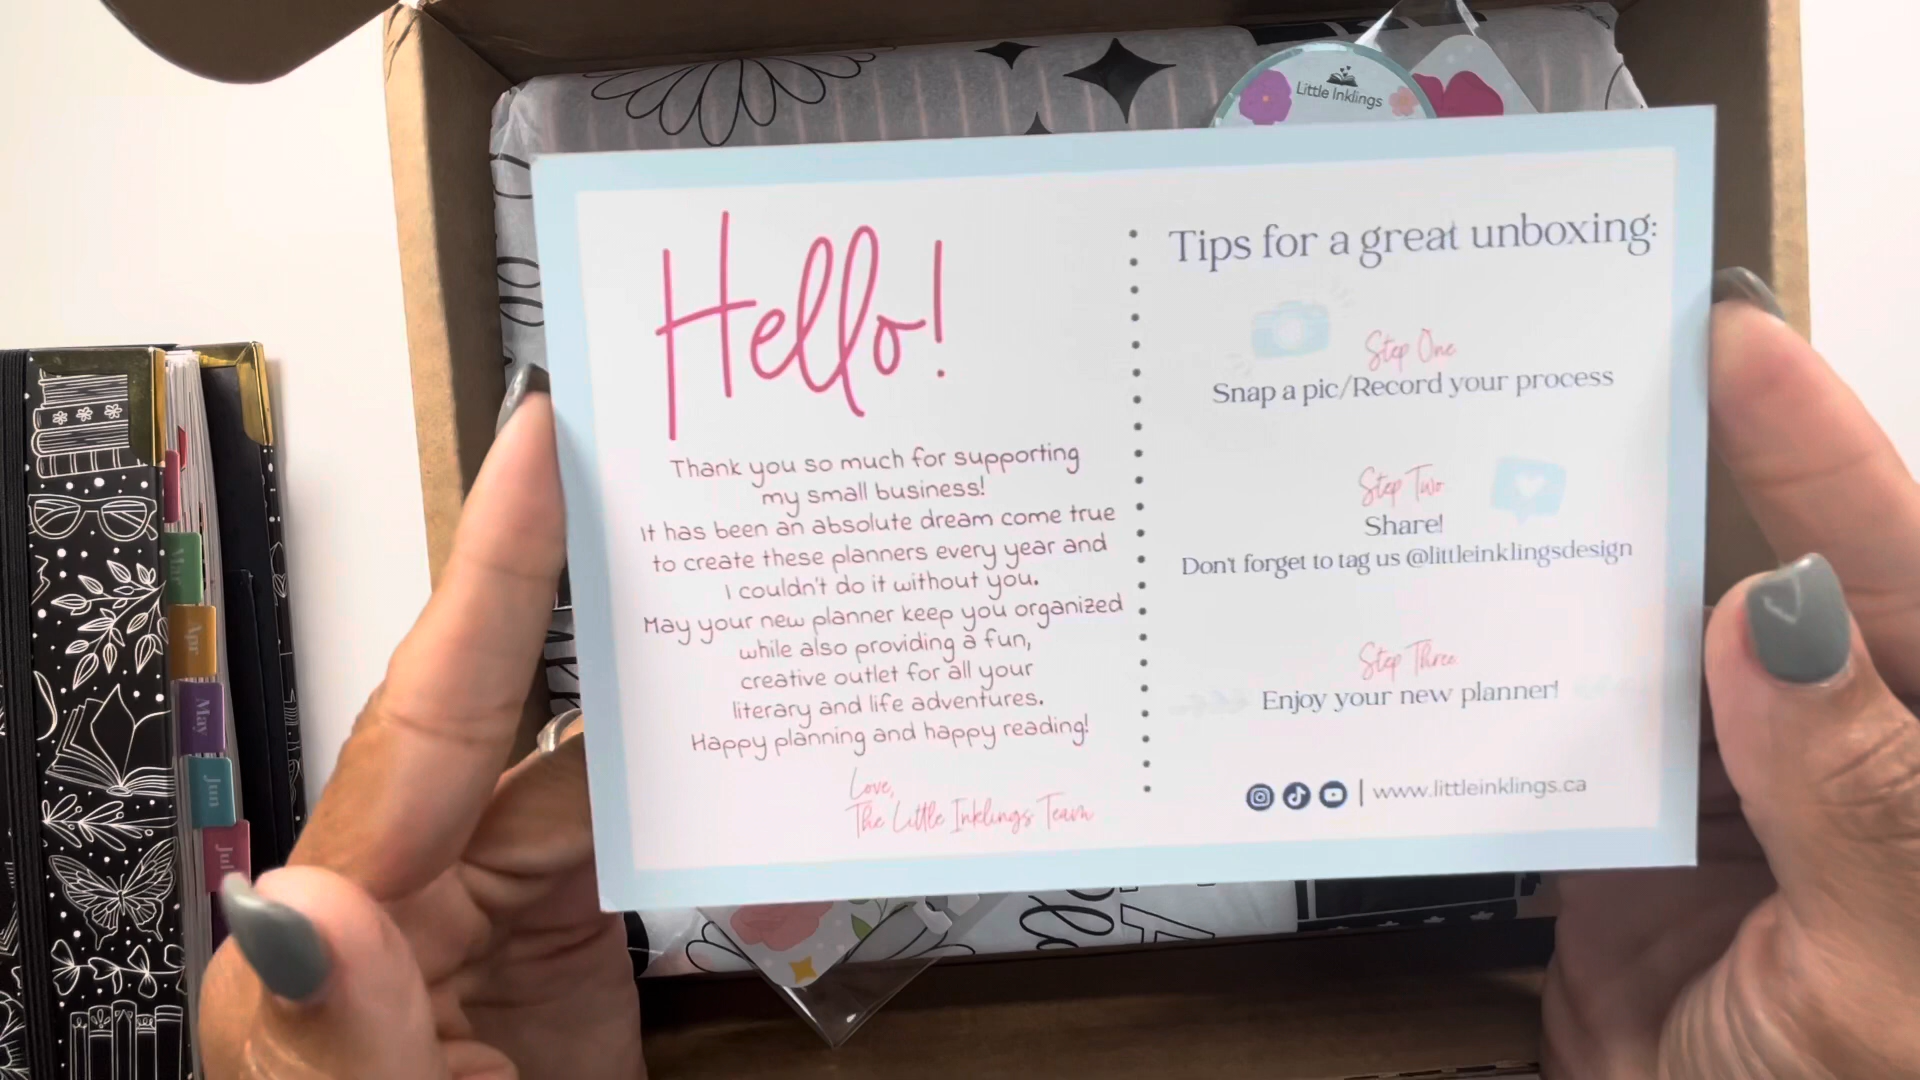 Little Inklings
Hello!
Thank you so much for supporting
my small business!
It has been an absolute dream come true
to create these planners every year and
I couldn't do it without you.
May your new planner keep you organized
while also providing a fun,
creative outlet for all your
literary and life adventures.
Happy planning and happy reading!
Love,
The Little Inklings Team
Tips for a great unboxing:
Step One
Snap a pic/Record your process
Step Two
Share!
Don't forget to tag us @littleinklingsdesign
Step Three
Enjoy your new planner!
| www.littleinklings.ca
Mar
Apr
May
Jun
Jul